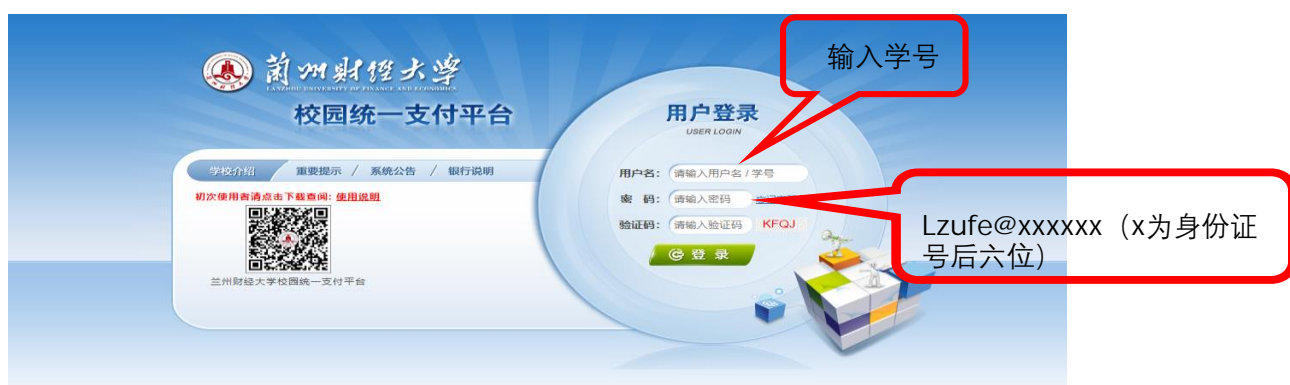 兰州财经大学
LANZHOU UNIVERSITY OF FINANCE AND ECONOMICS
校园统一支付平台
学校介绍 / 重要提示 / 系统公告 / 银行说明
初次使用者请点击下载查阅: 使用说明
兰州财经大学校园统一支付平台
输入学号
用户登录
USER LOGIN
用户名: 请输入用户名 / 学号
密 码: 请输入密码
验证码: 请输入验证码 KFQJ
登 录
Lzufe@xxxxxx（x为身份证
号后六位）